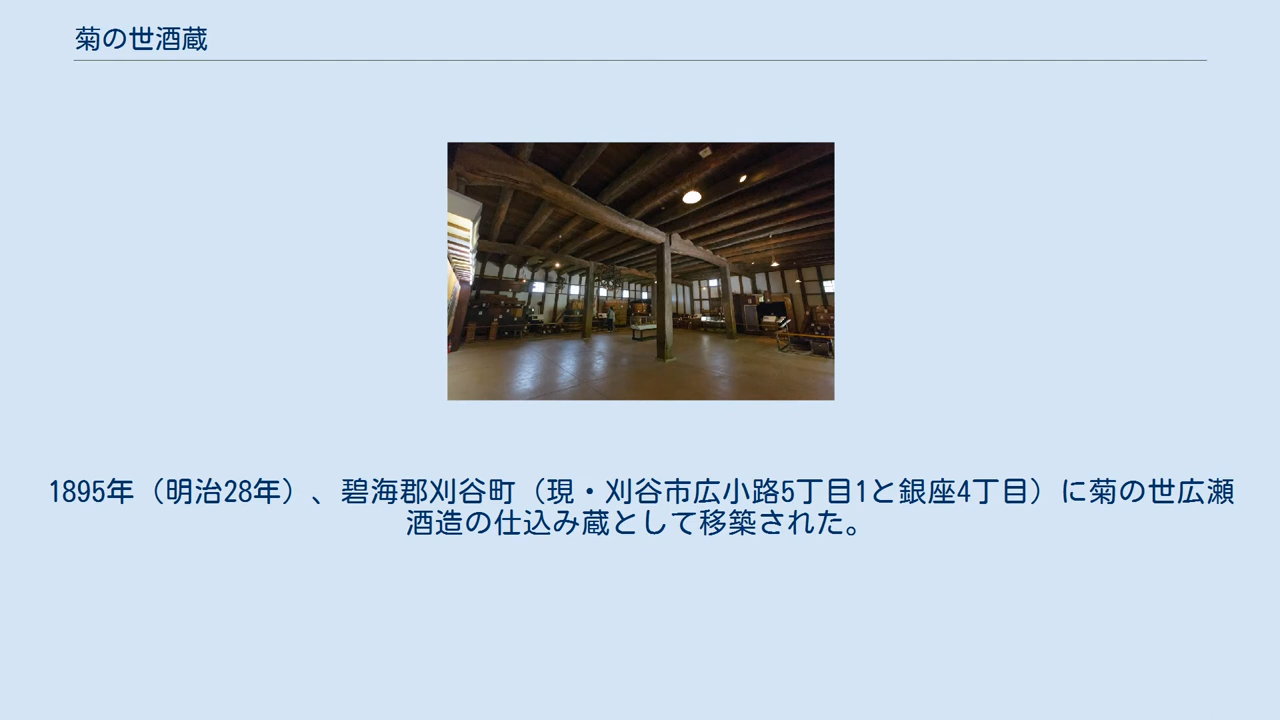 菊の世酒蔵
1895年（明治28年）、碧海郡刈谷町（現・刈谷市広小路5丁目1と銀座4丁目）に菊の世広瀬
酒造の仕込み蔵として移築された。